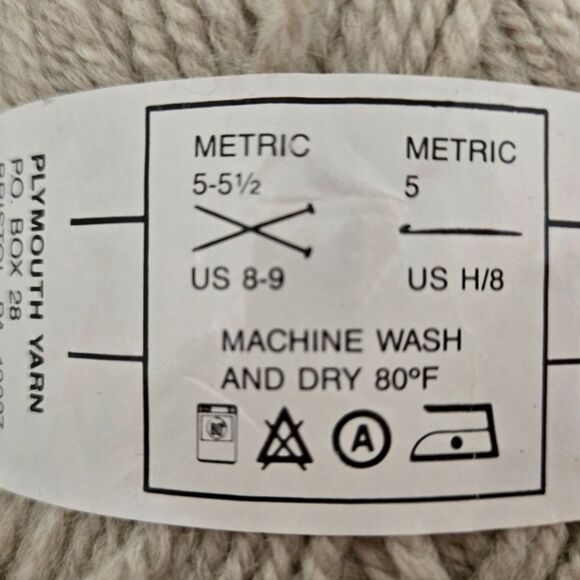 METRIC
5-5½
US 8-9
METRIC
5
US H/8
MACHINE WASH
AND DRY 80°F
80°
A
PLYMOUTH YARN
P.O. BOX 28